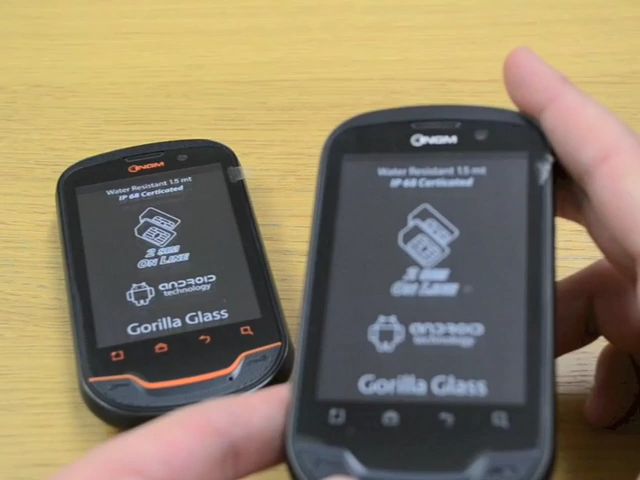 NGM
Water Resistant 1.5 mt
IP 68 Certicated
2 SIM
ON LINE
ANDROID
technology
Gorilla Glass
NGM
Water Resistant 1.5 mt
IP 68 Certicated
2 SIM
ON LINE
ANDROID
technology
Gorilla Glass